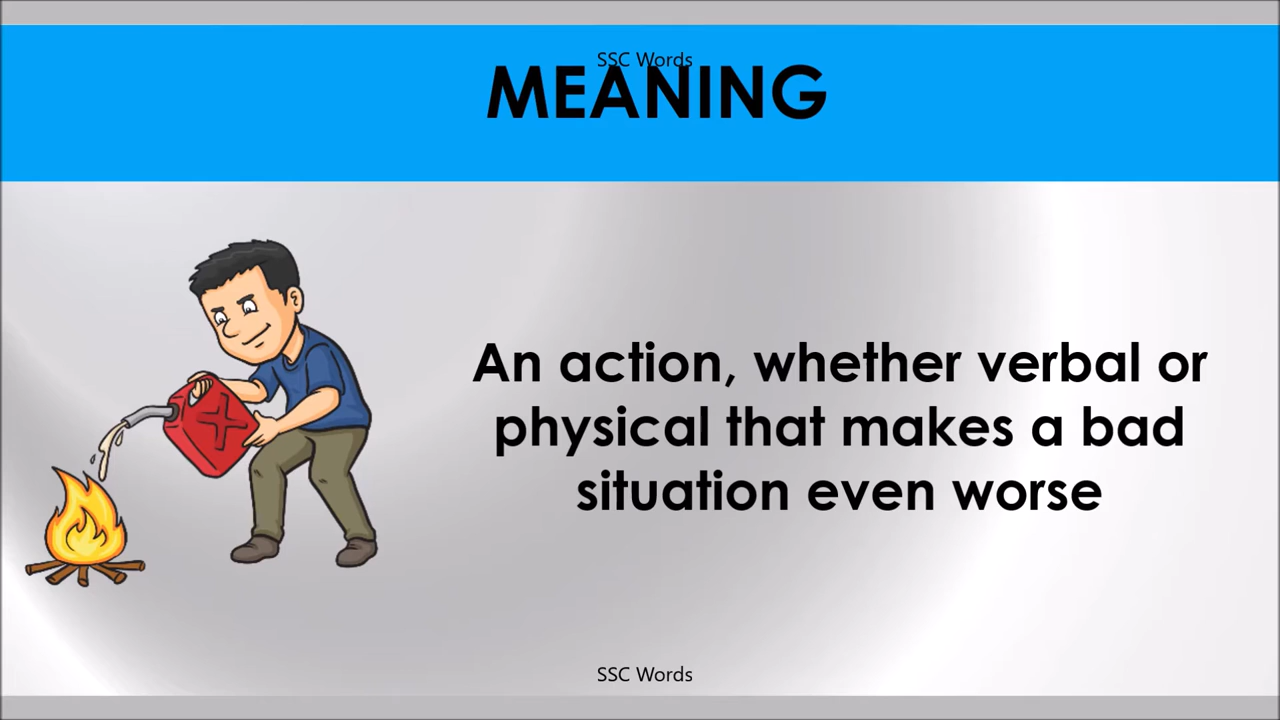 SSC Words
MEANING
An action, whether verbal or
physical that makes a bad
situation even worse
SSC Words